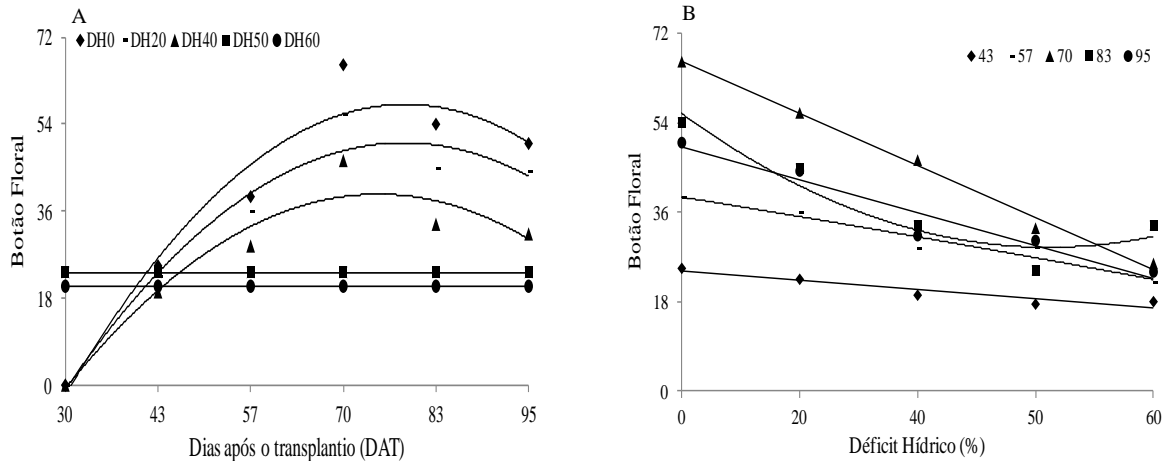 A
DH0 DH20 DH40 DH50 DH60
72
54
36
18
0
Botão Floral
30 43 57 70 83 95
Dias após o transplantio (DAT)
B
43 57 70 83 95
72
54
36
18
0
Botão Floral
0 20 40 50 60
Déficit Hídrico (%)